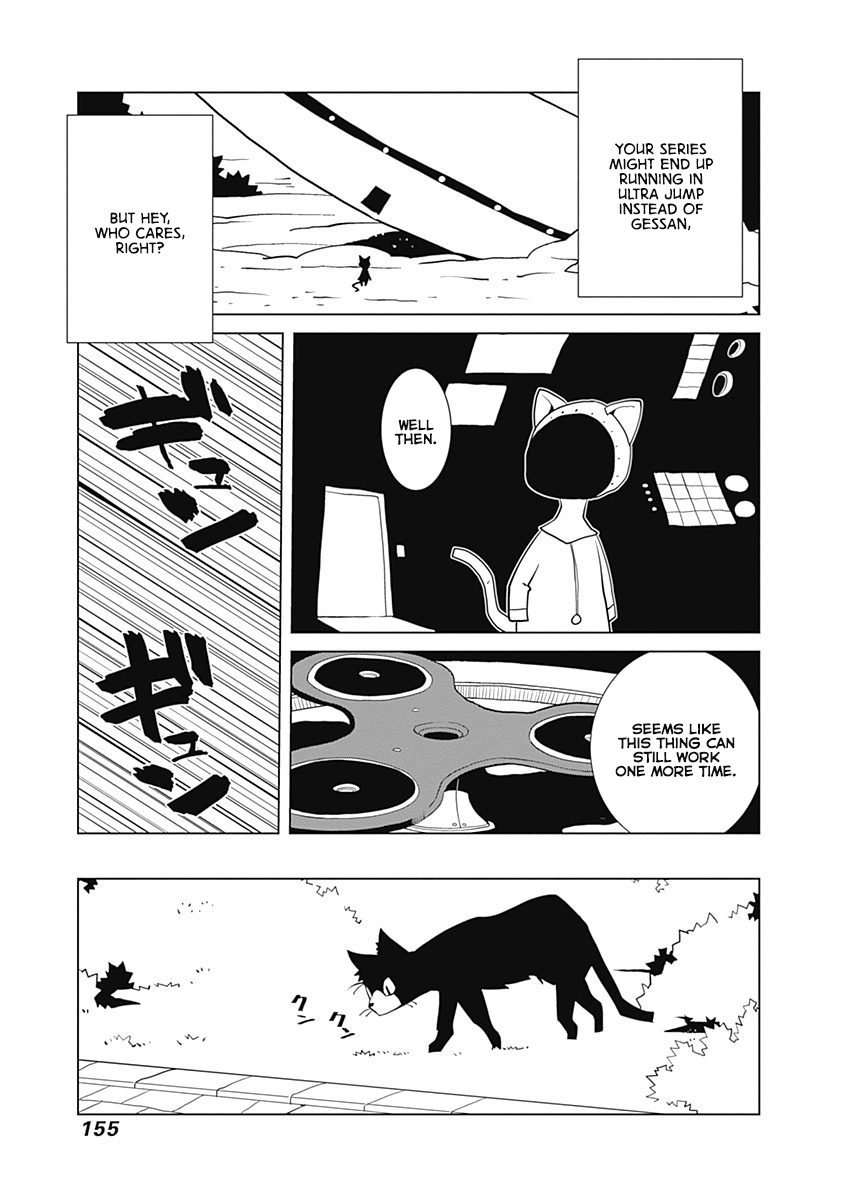 YOUR SERIES
MIGHT END UP
RUNNING IN
ULTRA JUMP
INSTEAD OF
GESSAN,
BUT HEY,
WHO CARES,
RIGHT?
WELL
THEN.
ギュン
ギュン
SEEMS LIKE
THIS THING CAN
STILL WORK
ONE MORE TIME.
クン
クン
155